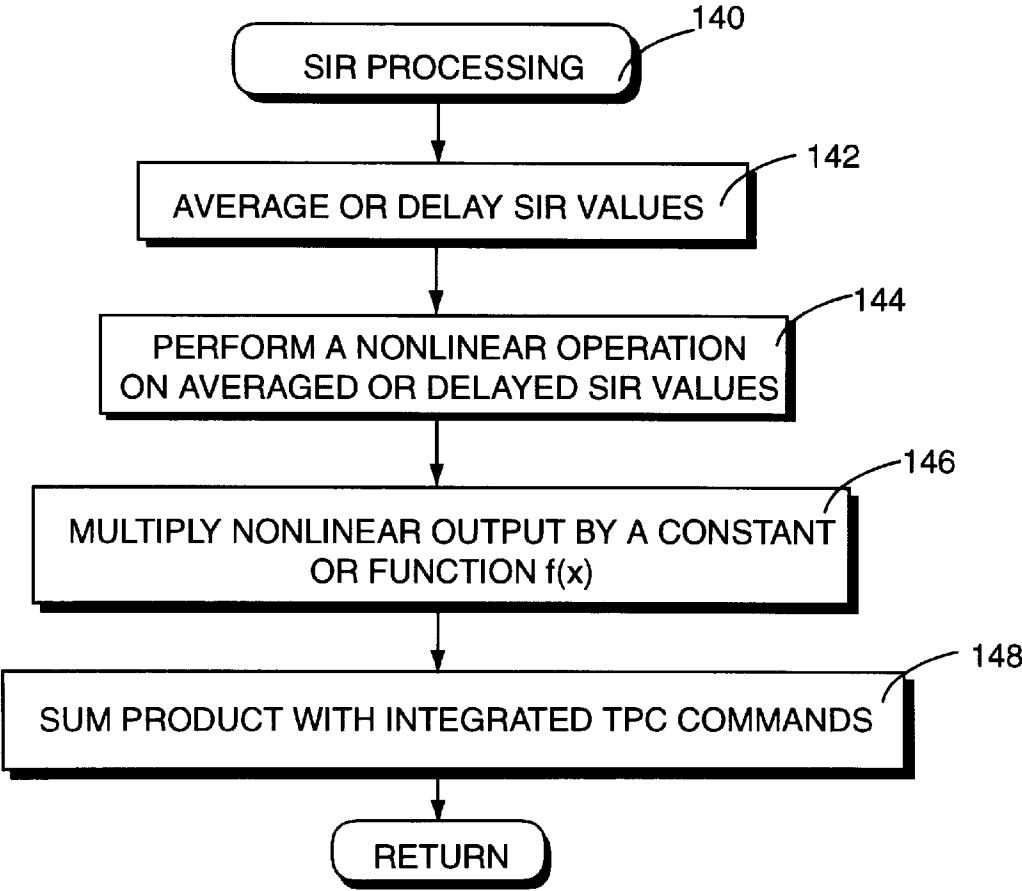 140
SIR PROCESSING
142
AVERAGE OR DELAY SIR VALUES
144
PERFORM A NONLINEAR OPERATION
ON AVERAGED OR DELAYED SIR VALUES
146
MULTIPLY NONLINEAR OUTPUT BY A CONSTANT
OR FUNCTION f(x)
148
SUM PRODUCT WITH INTEGRATED TPC COMMANDS
RETURN